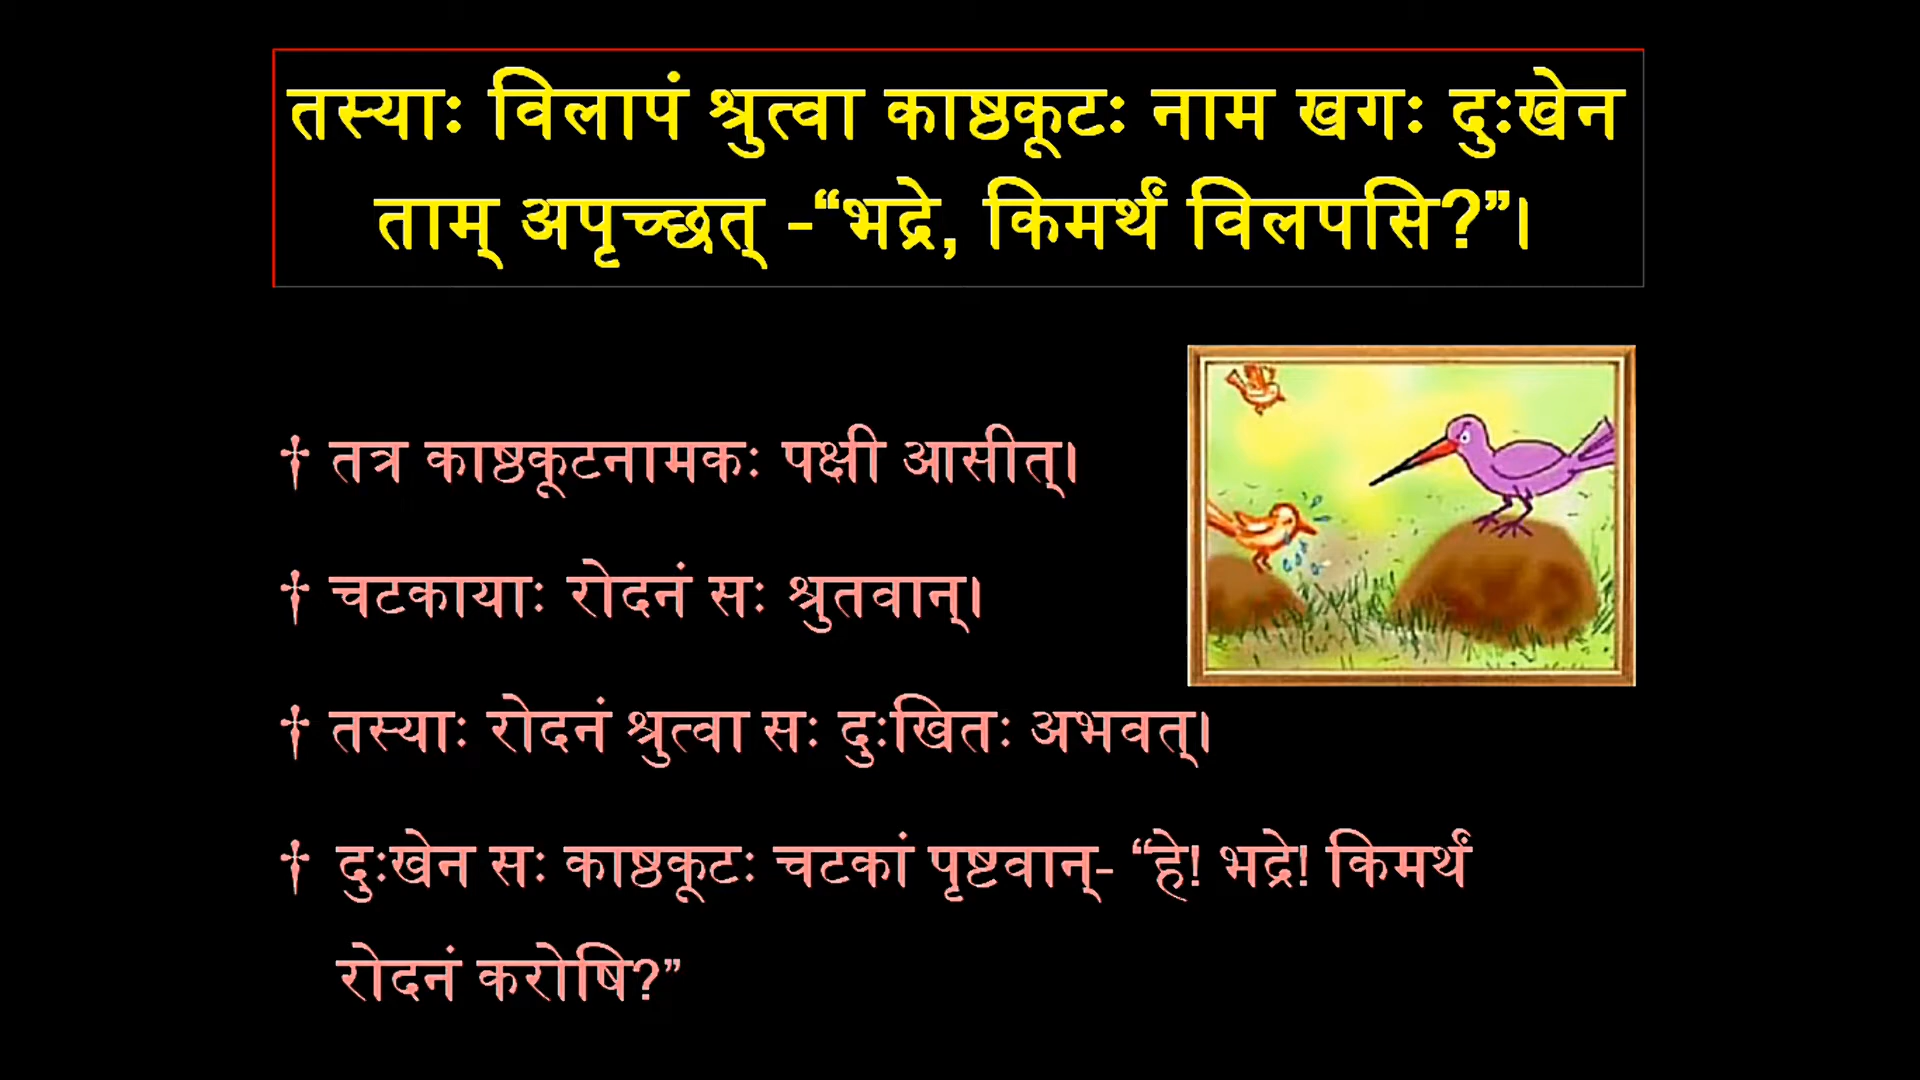 तस्याः विलापं श्रुत्वा काष्ठकूटः नाम खगः दुःखेन
ताम् अपृच्छत् -“भद्रे, किमर्थं विलपसि?”।
† तत्र काष्ठकूटनामकः पक्षी आसीत्।
† चटकायाः रोदनं सः श्रुतवान्।
† तस्याः रोदनं श्रुत्वा सः दुःखितः अभवत्।
† दुःखेन सः काष्ठकूटः चटकां पृष्टवान्- “हे! भद्रे! किमर्थं
रोदनं करोषि?”